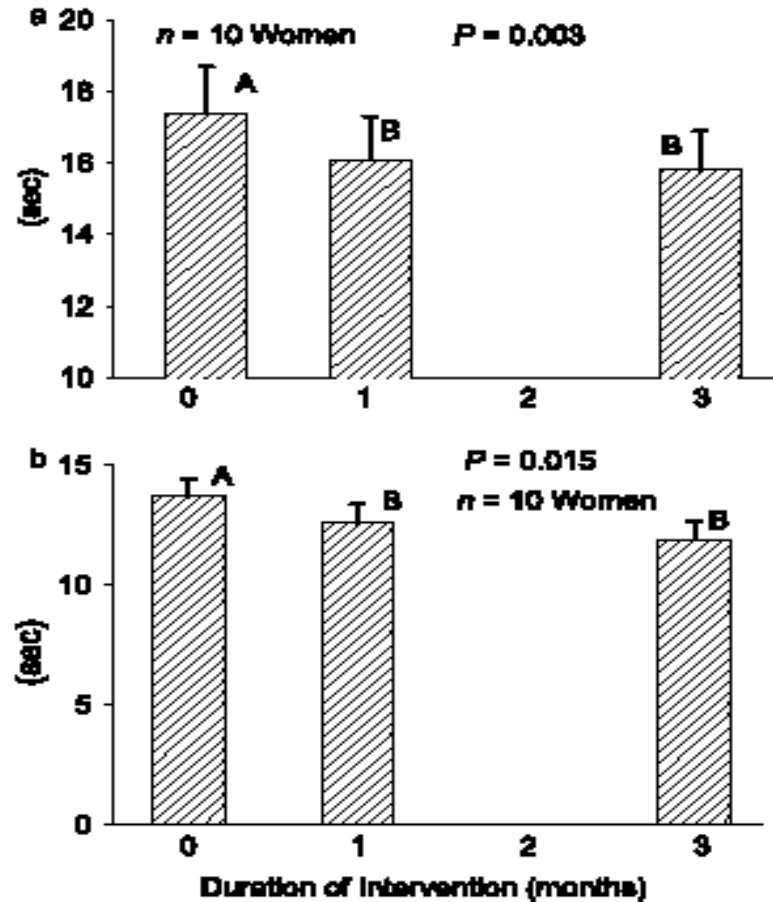 a
n = 10 Women P = 0.003
20
18
16
14
12
10
(sec)
A
B
B
0 1 2 3
b
P = 0.015
n = 10 Women
15
10
5
0
(sec)
A
B
B
0 1 2 3
Duration of Intervention (months)